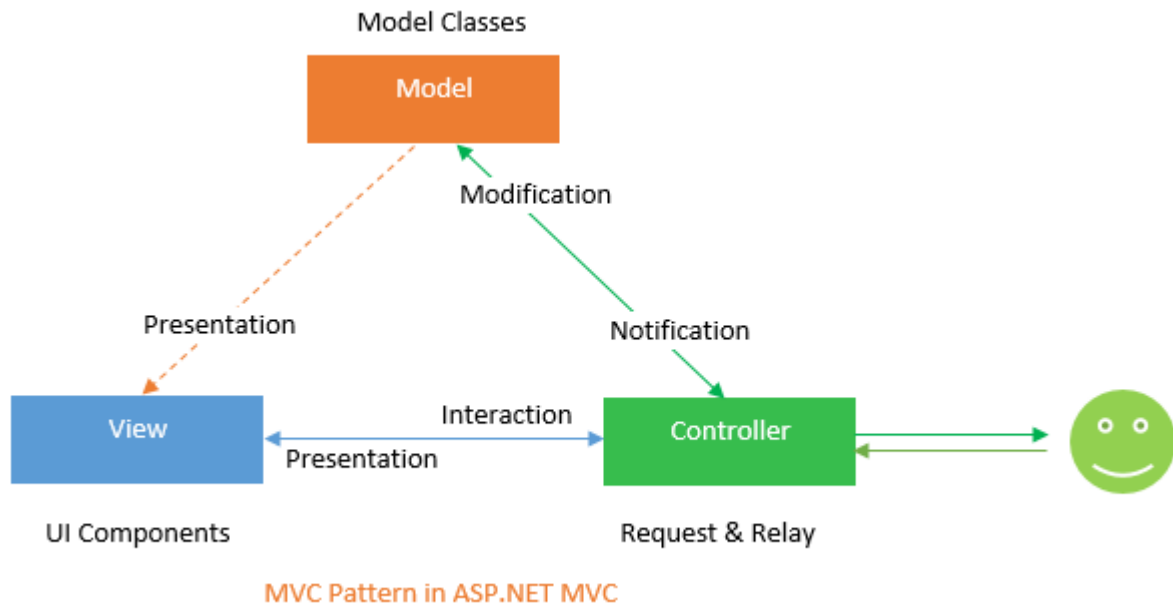 Model Classes
Model
Modification
Presentation
Notification
View
Interaction
Controller
Presentation
UI Components
Request & Relay
MVC Pattern in ASP.NET MVC